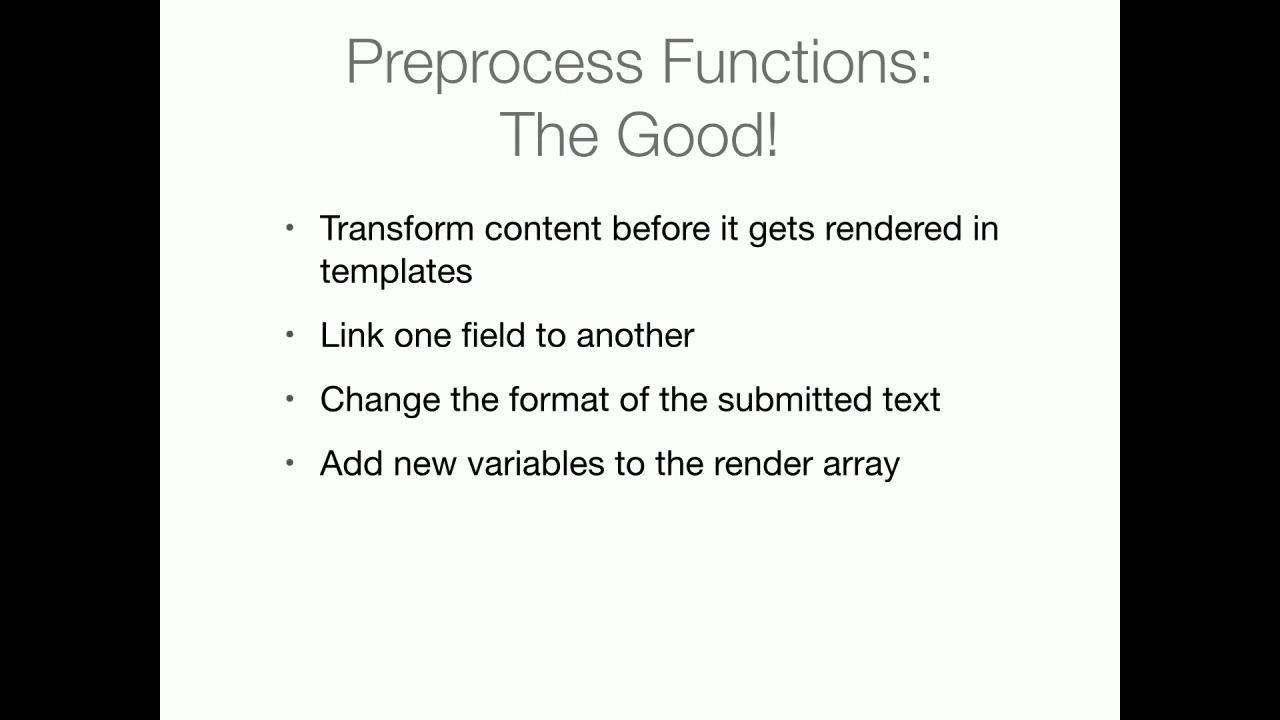 Preprocess Functions:
The Good!
• Transform content before it gets rendered in
templates
• Link one field to another
• Change the format of the submitted text
• Add new variables to the render array